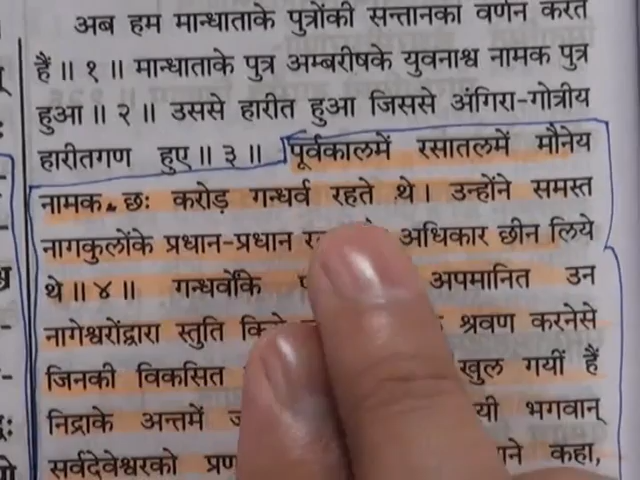 अब हम मान्धाताके पुत्रोंकी सन्तानका वर्णन करते
हैं ॥ १ ॥ मान्धाताके पुत्र अम्बरीषके युवनाश्व नामक पुत्र
हुआ ॥ २ ॥ उससे हारीत हुआ जिससे अंगिरा-गोत्रीय
हारीतगण हुए ॥ ३ ॥ पूर्वकालमें रसातलमें मौनेय
नामक छः करोड़ गन्धर्व रहते थे। उन्होंने समस्त
नागकुलोंके प्रधान-प्रधान अधिकार छीन लिये
थे ॥ ४ ॥ गन्धर्वोंके अपमानित उन
नागेश्वरोंद्वारा स्तुति श्रवण करनेसे
जिनकी विकसित खुल गयीं हैं
निद्राके अन्तमें भगवान्
सर्वदेवेश्वरको कहा,